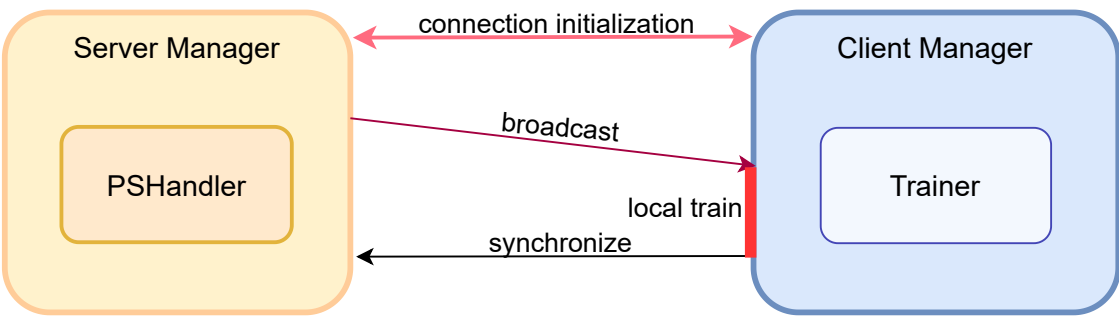 connection initialization
Server Manager
Client Manager
broadcast
PSHandler
Trainer
local train
synchronize